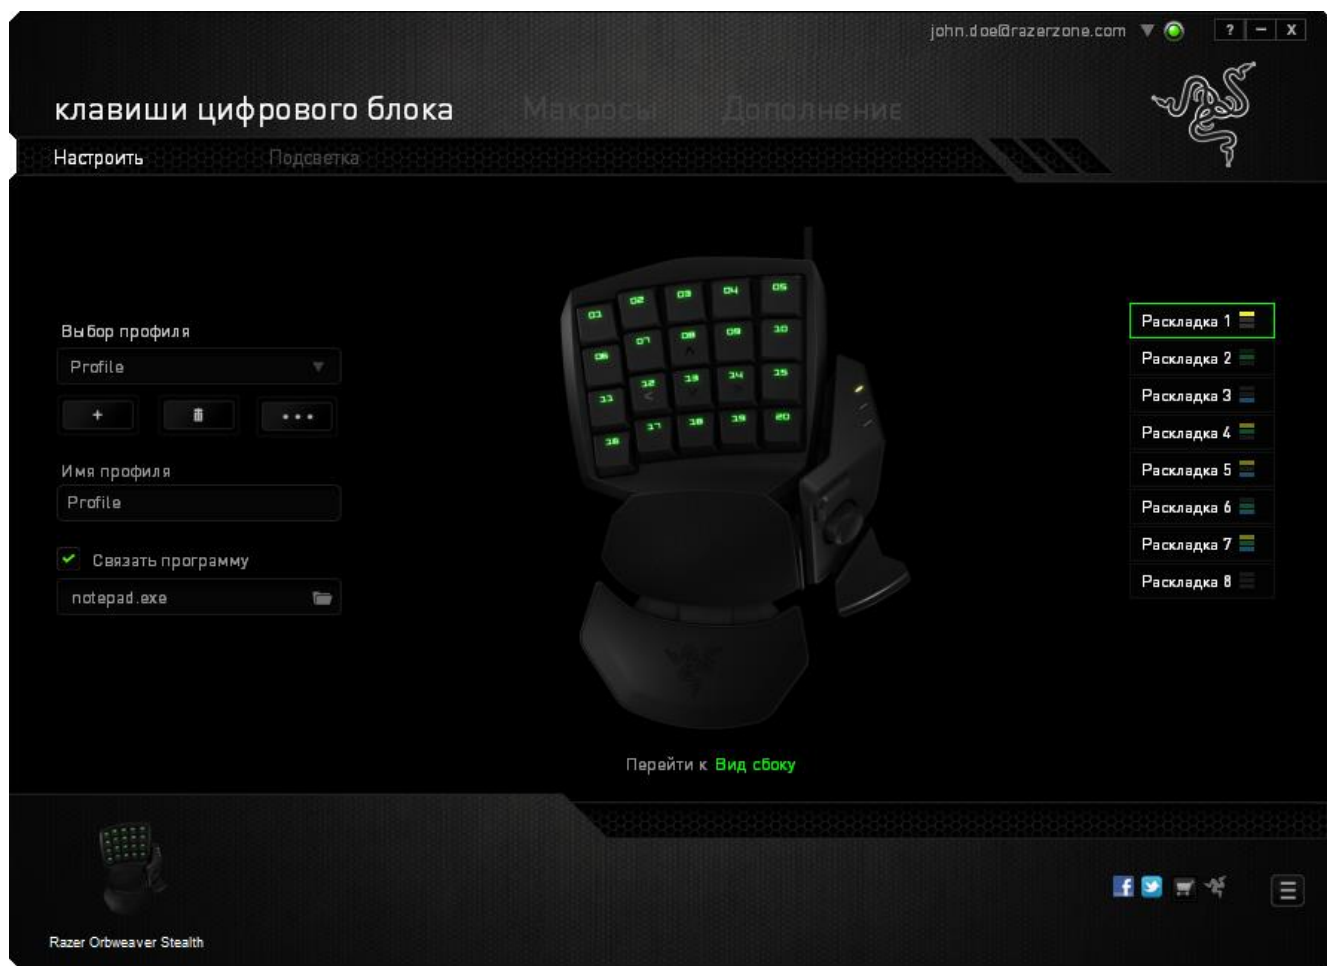 john.doe@razerzone.com
? – X
клавиши цифрового блока Макросы Дополнение
Настроить Подсветка
Выбор профиля
Profile
+ •••
Имя профиля
Profile
Связать программу
notepad.exe
01 02 03 04 05
06 07 08 09 10
11 12 13 14 15
16 17 18 19 20
Раскладка 1
Раскладка 2
Раскладка 3
Раскладка 4
Раскладка 5
Раскладка 6
Раскладка 7
Раскладка 8
Перейти к Вид сбоку
Razer Orbweaver Stealth